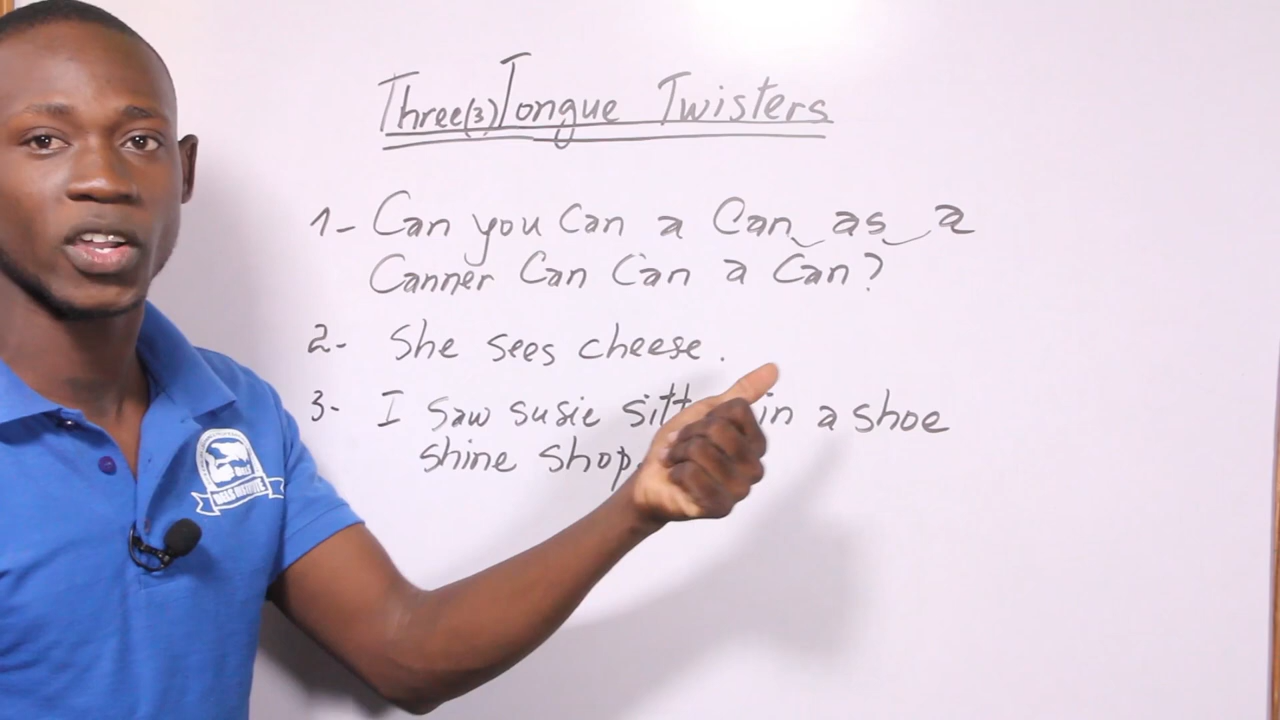 Three(3) Tongue Twisters
1- Can you Can a Can as a
Canner Can Can a Can?
2- She sees cheese.
3- I saw susie in a shoe
shine shop.